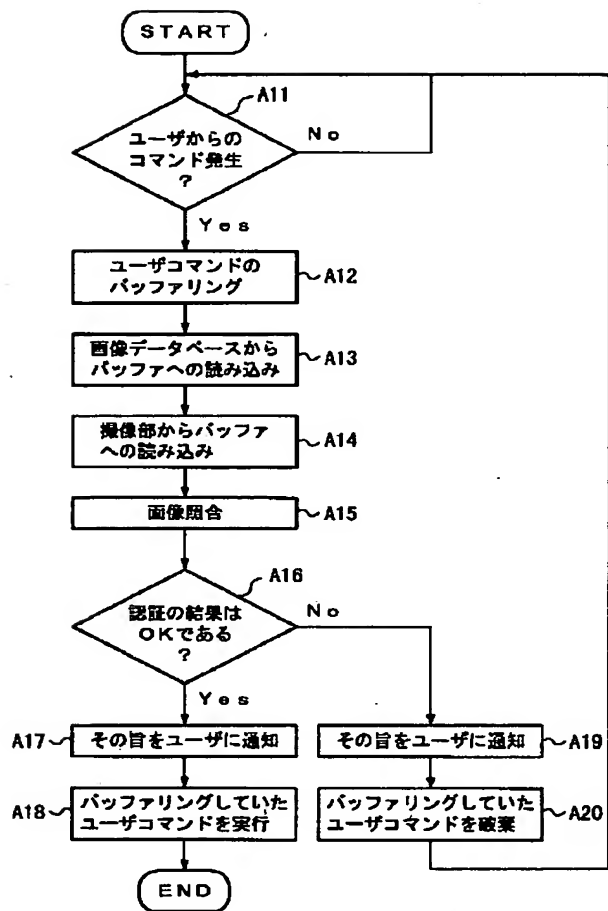 START
A11
ユーザからの
コマンド発生
?
No
Yes
ユーザコマンドの
バッファリング
A12
画像データベースから
バッファへの読み込み
A13
撮像部からバッファ
への読み込み
A14
画像照合
A15
A16
認証の結果は
OKである
?
No
Yes
A17
その旨をユーザに通知
その旨をユーザに通知
A19
A18
バッファリングしていた
ユーザコマンドを実行
バッファリングしていた
ユーザコマンドを破棄
A20
END